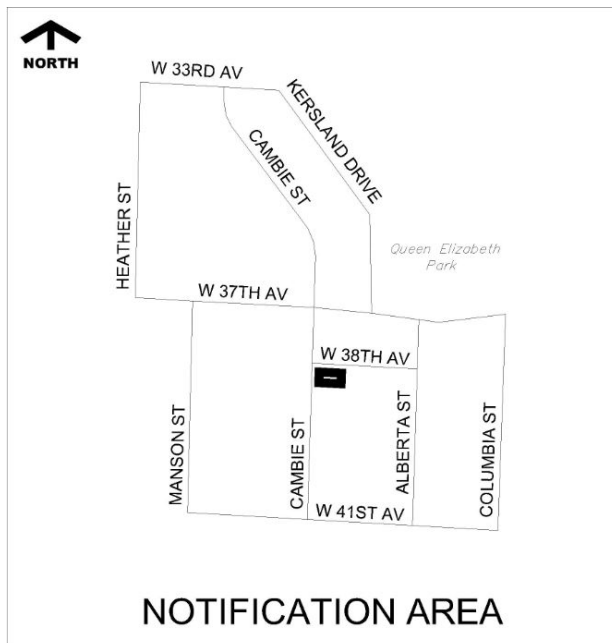 NORTH
W 33RD AV
KERSLAND DRIVE
CAMBIE ST
HEATHER ST
Queen Elizabeth
Park
W 37TH AV
W 38TH AV
MANSON ST
CAMBIE ST
ALBERTA ST
COLUMBIA ST
W 41ST AV
NOTIFICATION AREA